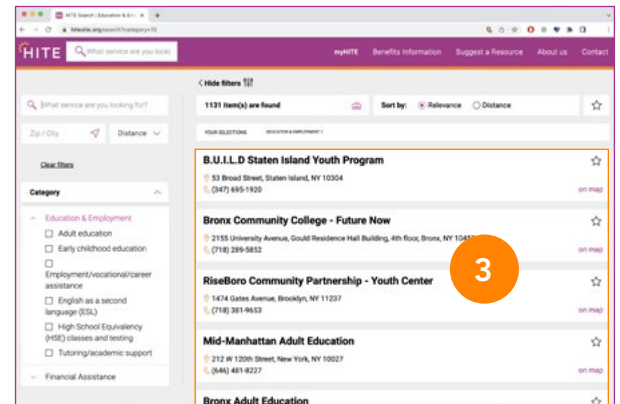 HITE Search | Education & Em
hitesite.org/search?category=15
HITE
What service are you looki
myHITE
Benefits Information
Suggest a Resource
About us
Contact
Hide filters
What service are you looking for?
1131 item(s) are found
Sort by:
Relevance
Distance
Zip / City
Distance
YOUR SELECTIONS
EDUCATION & EMPLOYMENT
Clear filters
Category
Education & Employment
Adult education
Early childhood education
Employment/vocational/career
assistance
English as a second
language (ESL)
High School Equivalency
(HSE) classes and testing
Tutoring/academic support
Financial Assistance
B.U.I.L.D Staten Island Youth Program
53 Broad Street, Staten Island, NY 10304
(347) 695-1920
on map
Bronx Community College - Future Now
2155 University Avenue, Gould Residence Hall Building, 4th floor, Bronx, NY
(718) 289-5852
on map
3
RiseBoro Community Partnership - Youth Center
1474 Gates Avenue, Brooklyn, NY 11237
(718) 381-9653
on map
Mid-Manhattan Adult Education
212 W 120th Street, New York, NY 10027
(646) 481-8227
on map
Bronx Adult Education